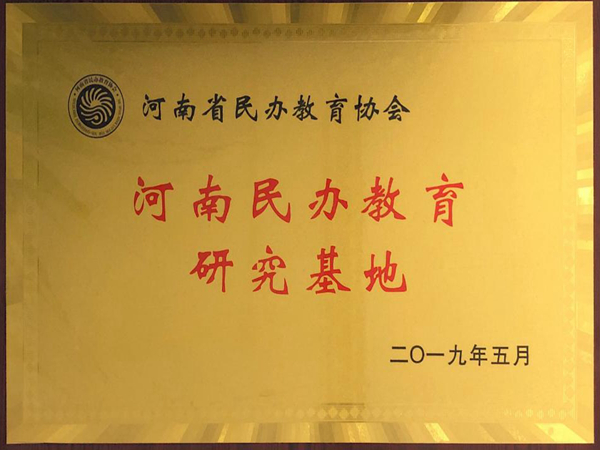 河南省民办教育协会
河南民办教育
研究基地
二〇一九年五月